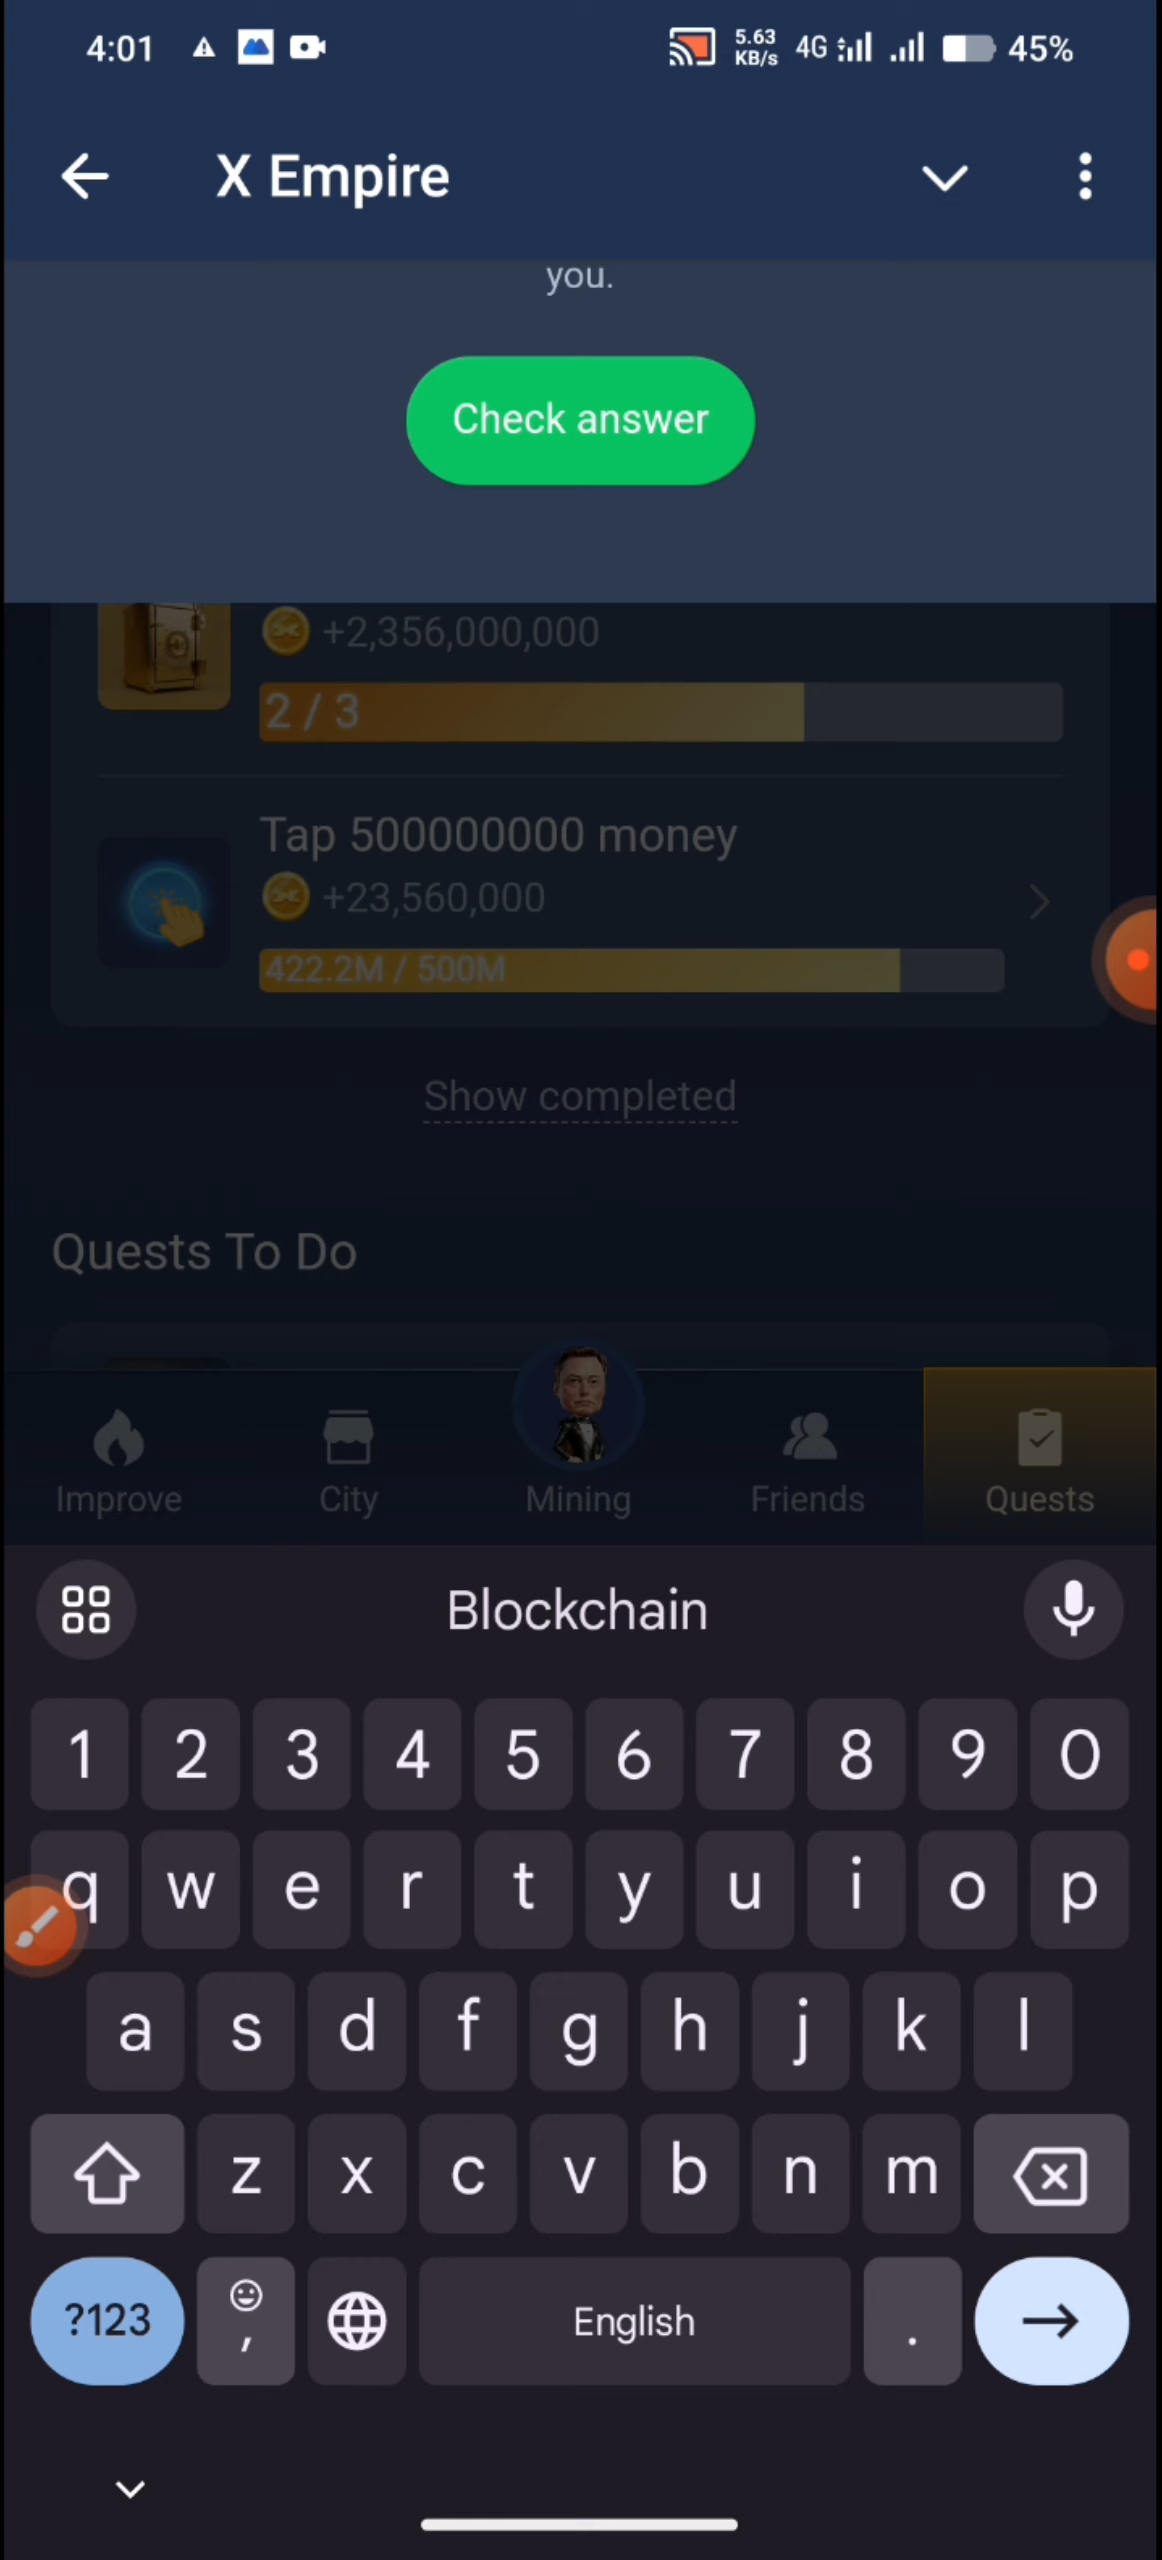 4:01 5.63 KB/s 4G 45%
X Empire
you.
Check answer
+2,356,000,000
2 / 3
Tap 500000000 money
+23,560,000
422.2M / 500M
Show completed
Quests To Do
Improve City Mining Friends Quests
Blockchain
1 2 3 4 5 6 7 8 9 0
q w e r t y u i o p
a s d f g h j k l
z x c v b n m
?123 , English .